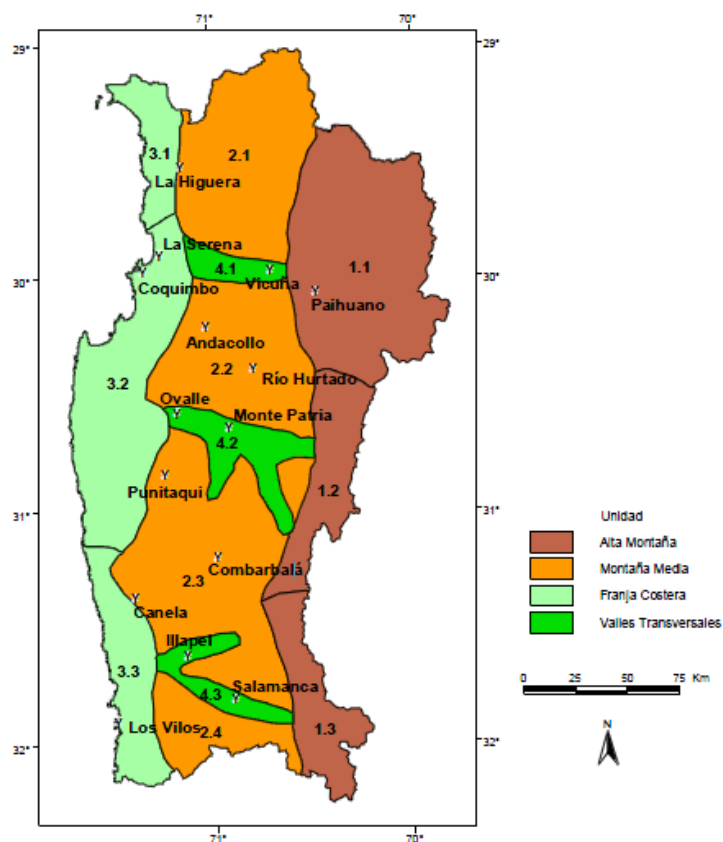 71° 70°
29° 29°
3.1 2.1
La Higuera
La Serena
4.1 1.1
30° Vicuña 30°
Coquimbo Paihuano
Andacollo
2.2 Río Hurtado
3.2
Ovalle
Monte Patria
4.2
Punitaqui 1.2
31° 31°
Unidad
Alta Montaña
Combarbalá
2.3 Montaña Media
Franja Costera
Canela
Valles Transversales
Illapel
3.3
4.3 Salamanca
0 25 50 75 Km
Los Vilos 1.3
2.4
N
32° 32°
71° 70°